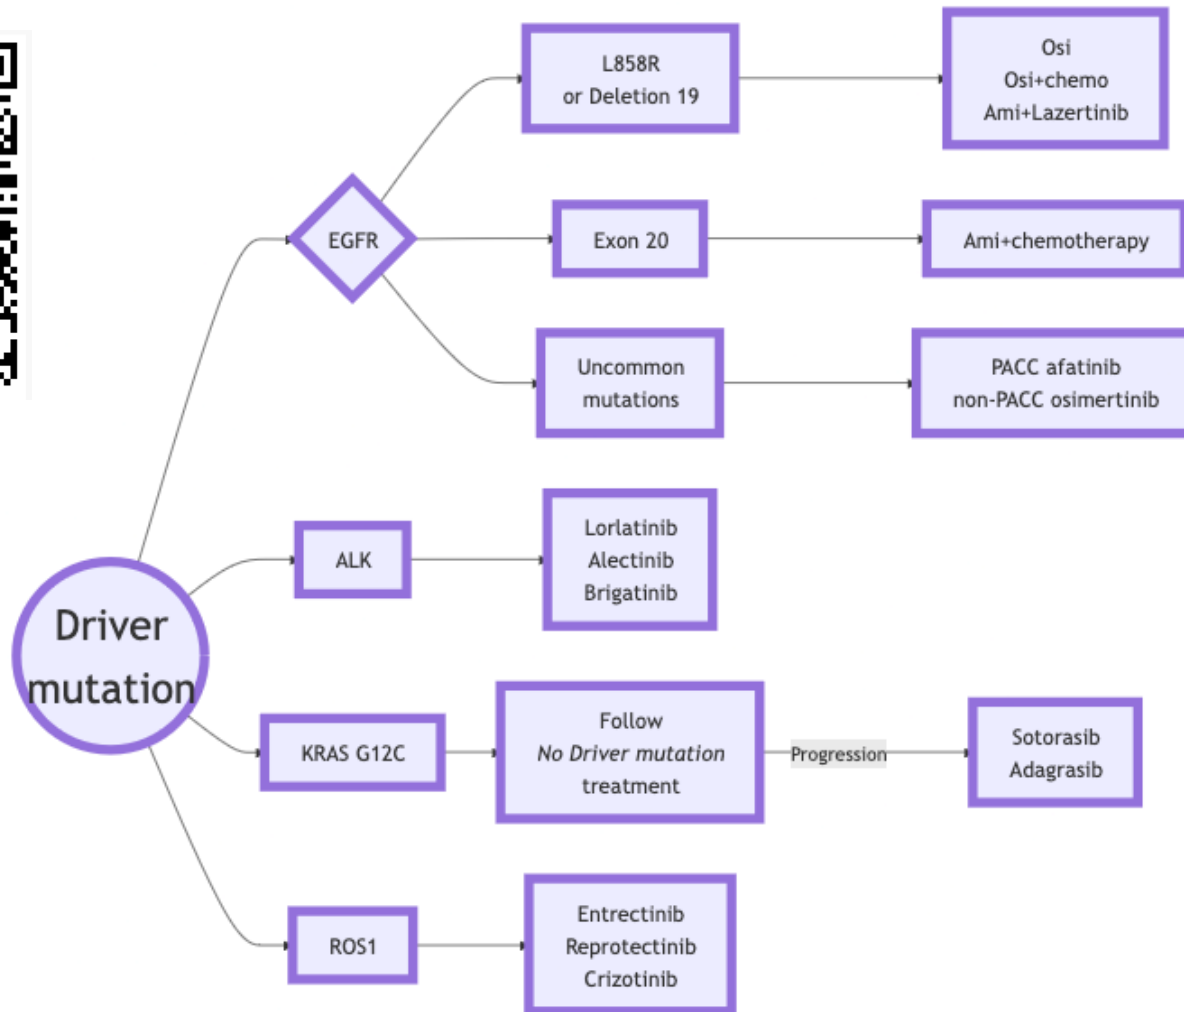 L858R
or Deletion 19
Osi
Osi+chemo
Ami+Lazertinib
EGFR
Exon 20
Ami+chemotherapy
Uncommon
mutations
PACC afatinib
non-PACC osimertinib
Driver
mutation
ALK
Lorlatinib
Alectinib
Brigatinib
KRAS G12C
Follow
No Driver mutation
treatment
Progression
Sotorasib
Adagrasib
ROS1
Entrectinib
Reprotectinib
Crizotinib